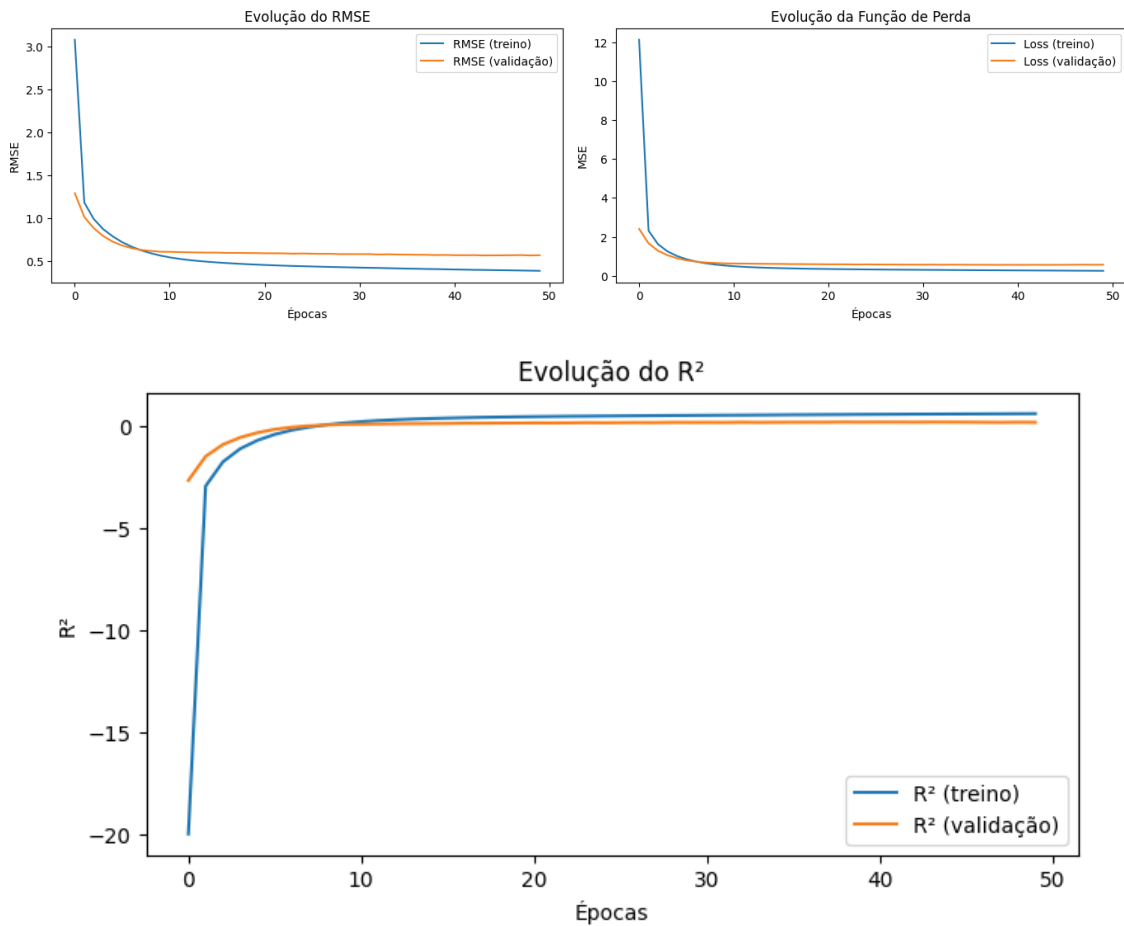 Evolução do RMSE
3.0
2.5
2.0
1.5
1.0
0.5
RMSE
RMSE (treino)
RMSE (validação)
0 10 20 30 40 50
Épocas
Evolução da Função de Perda
12
10
8
6
4
2
0
MSE
Loss (treino)
Loss (validação)
0 10 20 30 40 50
Épocas
Evolução do R²
0
−5
−10
−15
−20
R²
R² (treino)
R² (validação)
0 10 20 30 40 50
Épocas